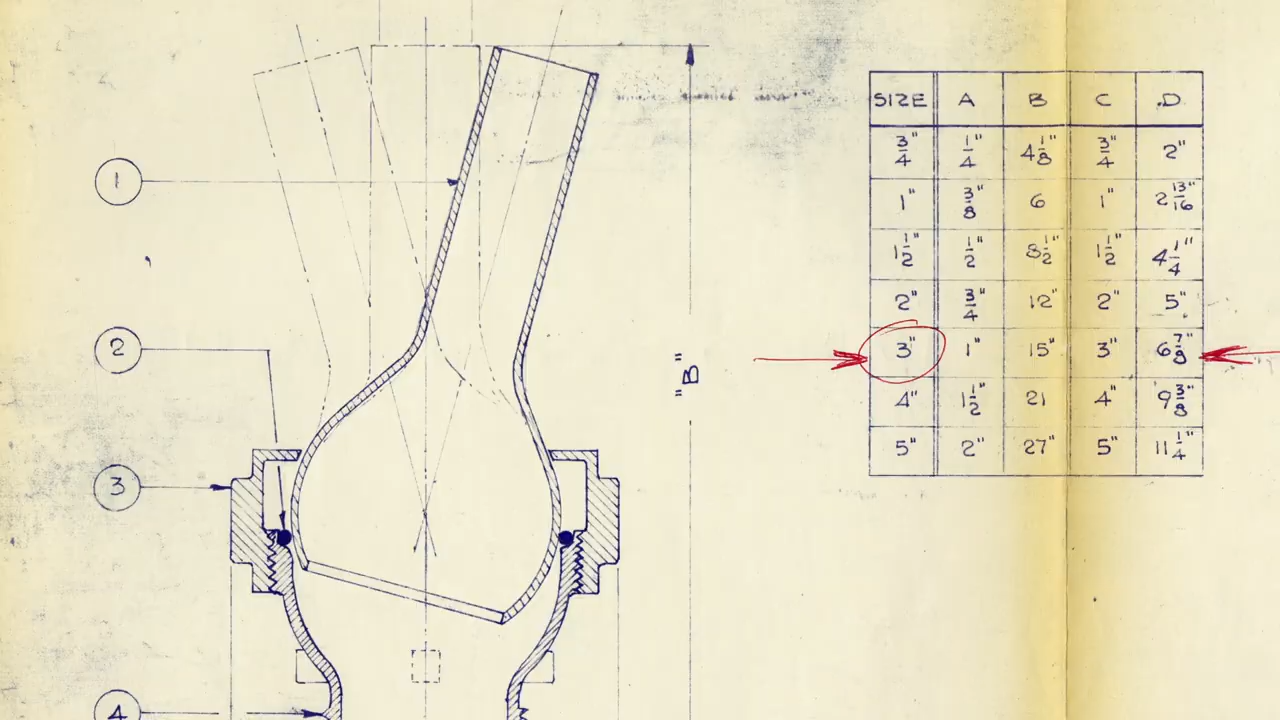 1
2
3
4
"B"
SIZE A B C D
3/4" 1/4" 4 1/8" 3/4" 2"
1" 3/8" 6 1" 2 13/16"
1 1/2" 1/2" 8 1/2" 1 1/2" 4 1/4"
2" 3/4" 12" 2" 5"
3" 1" 15" 3" 6 7/8"
4" 1 1/2" 21 4" 9 3/8"
5" 2" 27" 5" 11 1/4"